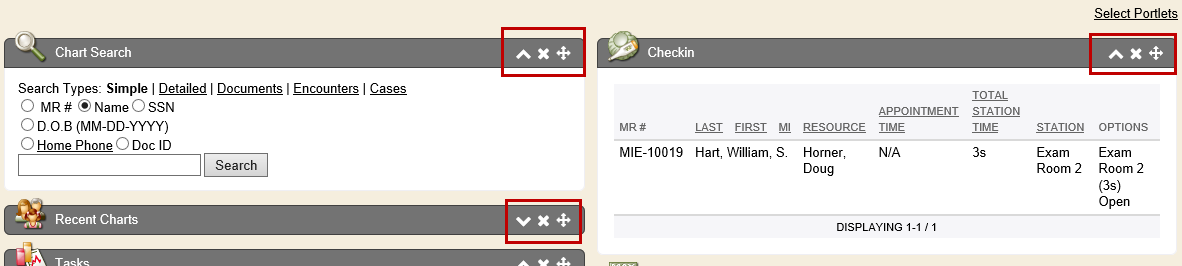 Select Portlets
Chart Search
Search Types: Simple | Detailed | Documents | Encounters | Cases
MR # Name SSN
D.O.B (MM-DD-YYYY)
Home Phone Doc ID
Search
Recent Charts
Tasks
Checkin
MR # LAST FIRST MI RESOURCE APPOINTMENT TIME TOTAL STATION TIME STATION OPTIONS
MIE-10019 Hart, William, S. Horner, Doug N/A 3s Exam Room 2 Exam Room 2 (3s) Open
DISPLAYING 1-1 / 1